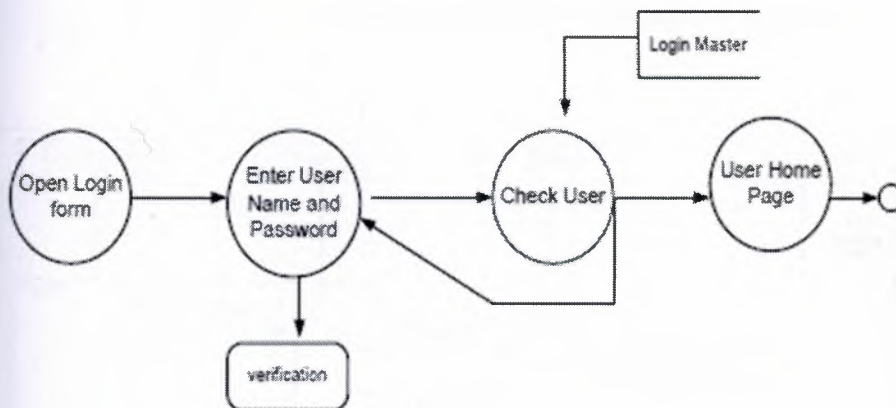 Login Master
Open Login
form
Enter User
Name and
Password
Check User
User Home
Page
verification